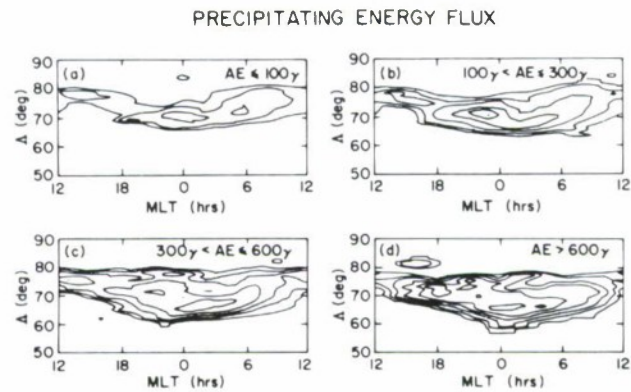 PRECIPITATING ENERGY FLUX
(a) AE ≤ 100γ
(b) 100γ < AE ≤ 300γ
Λ (deg)
90
80
70
60
50
12 18 0 6 12
MLT (hrs)
Λ (deg)
90
80
70
60
50
12 18 0 6 12
MLT (hrs)
(c) 300γ < AE ≤ 600γ
(d) AE > 600γ
Λ (deg)
90
80
70
60
50
12 18 0 6 12
MLT (hrs)
Λ (deg)
90
80
70
60
50
12 18 0 6 12
MLT (hrs)